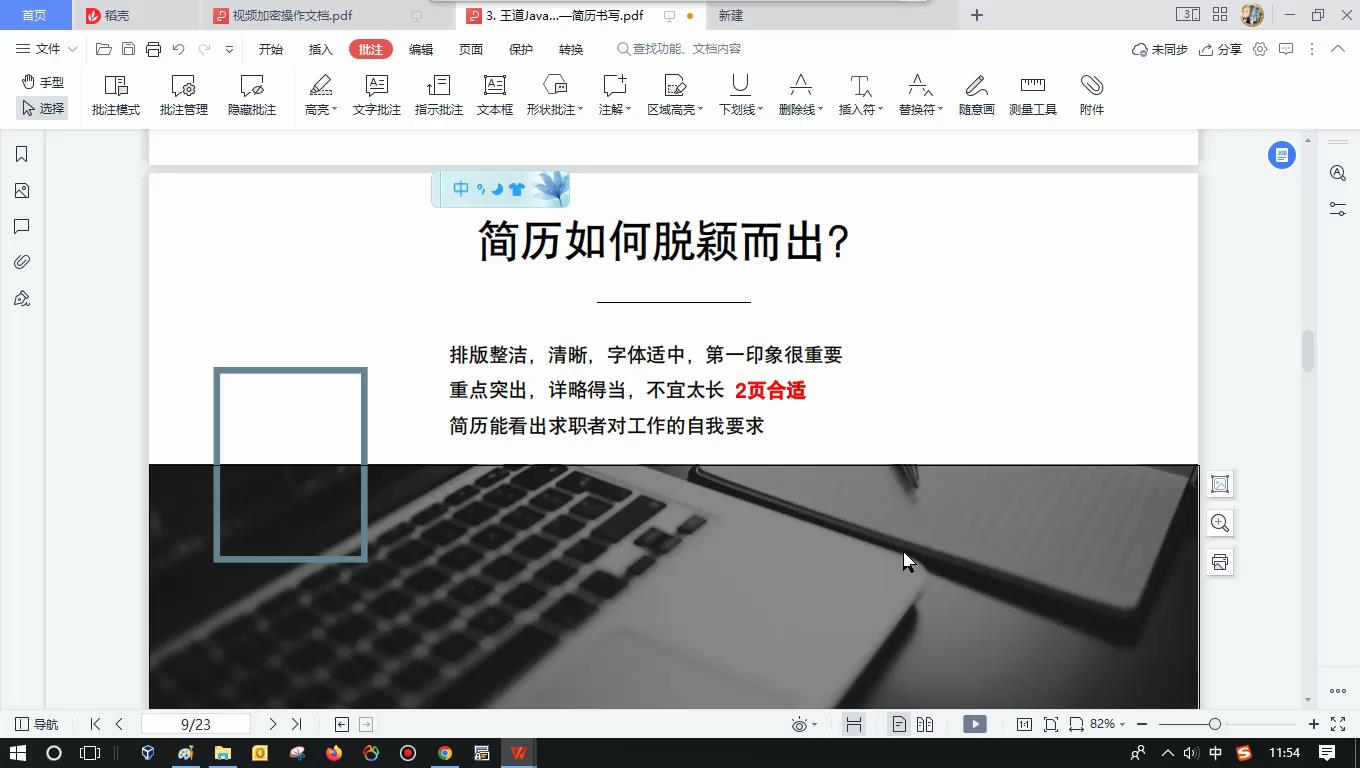 首页
稻壳
视频加密操作文档.pdf
3. 王道Java...—简历书写.pdf
新建
文件
开始
插入
批注
编辑
页面
保护
转换
查找功能、文档内容
未同步
分享
手型
选择
批注模式
批注管理
隐藏批注
高亮
文字批注
指示批注
文本框
形状批注
注解
区域高亮
下划线
删除线
插入符
替换符
随意画
测量工具
附件
中
简历如何脱颖而出?
排版整洁，清晰，字体适中，第一印象很重要
重点突出，详略得当，不宜太长 2页合适
简历能看出求职者对工作的自我要求
导航
9/23
1:1
82%
中
11:54